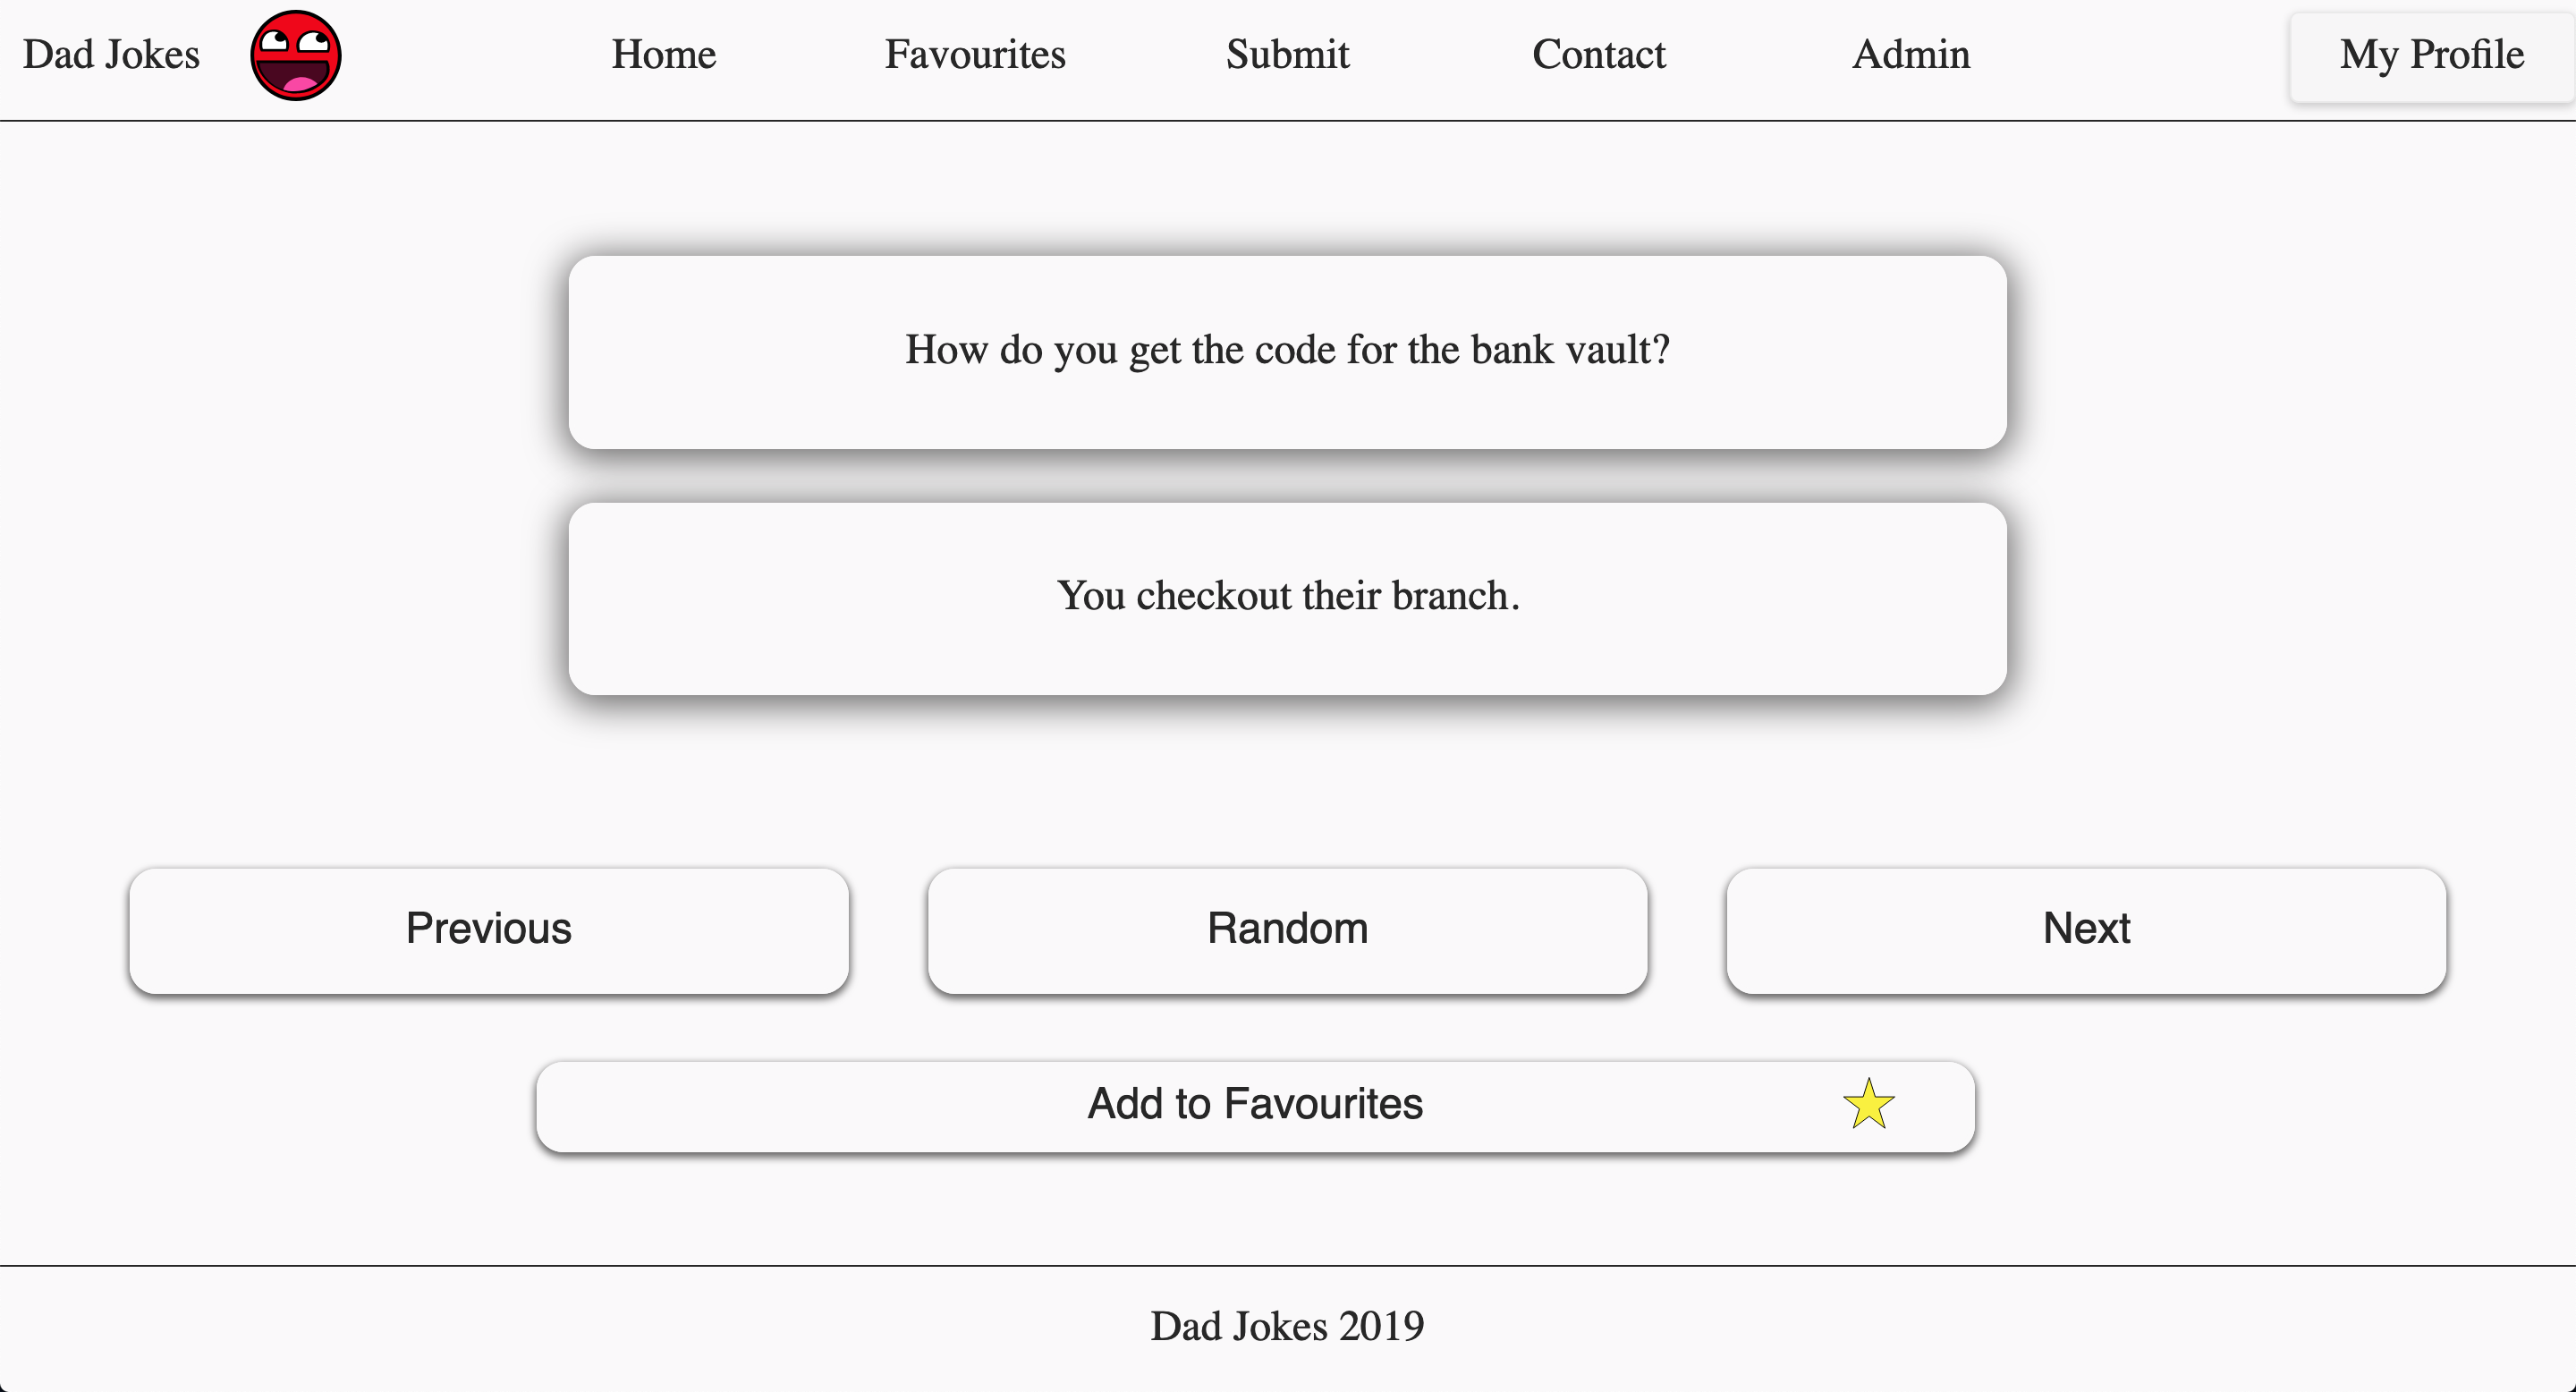 Dad Jokes
Home
Favourites
Submit
Contact
Admin
My Profile
How do you get the code for the bank vault?
You checkout their branch.
Previous
Random
Next
Add to Favourites
Dad Jokes 2019